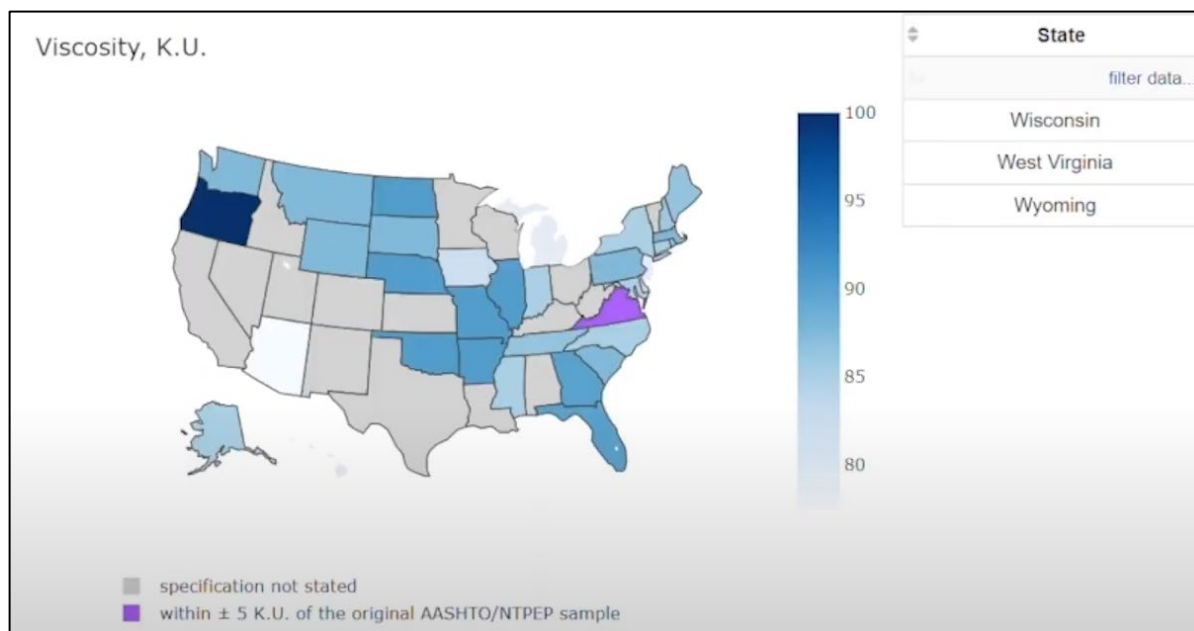 Viscosity, K.U.
State
filter data...
Wisconsin
West Virginia
Wyoming
100
95
90
85
80
specification not stated
within ± 5 K.U. of the original AASHTO/NTPEP sample